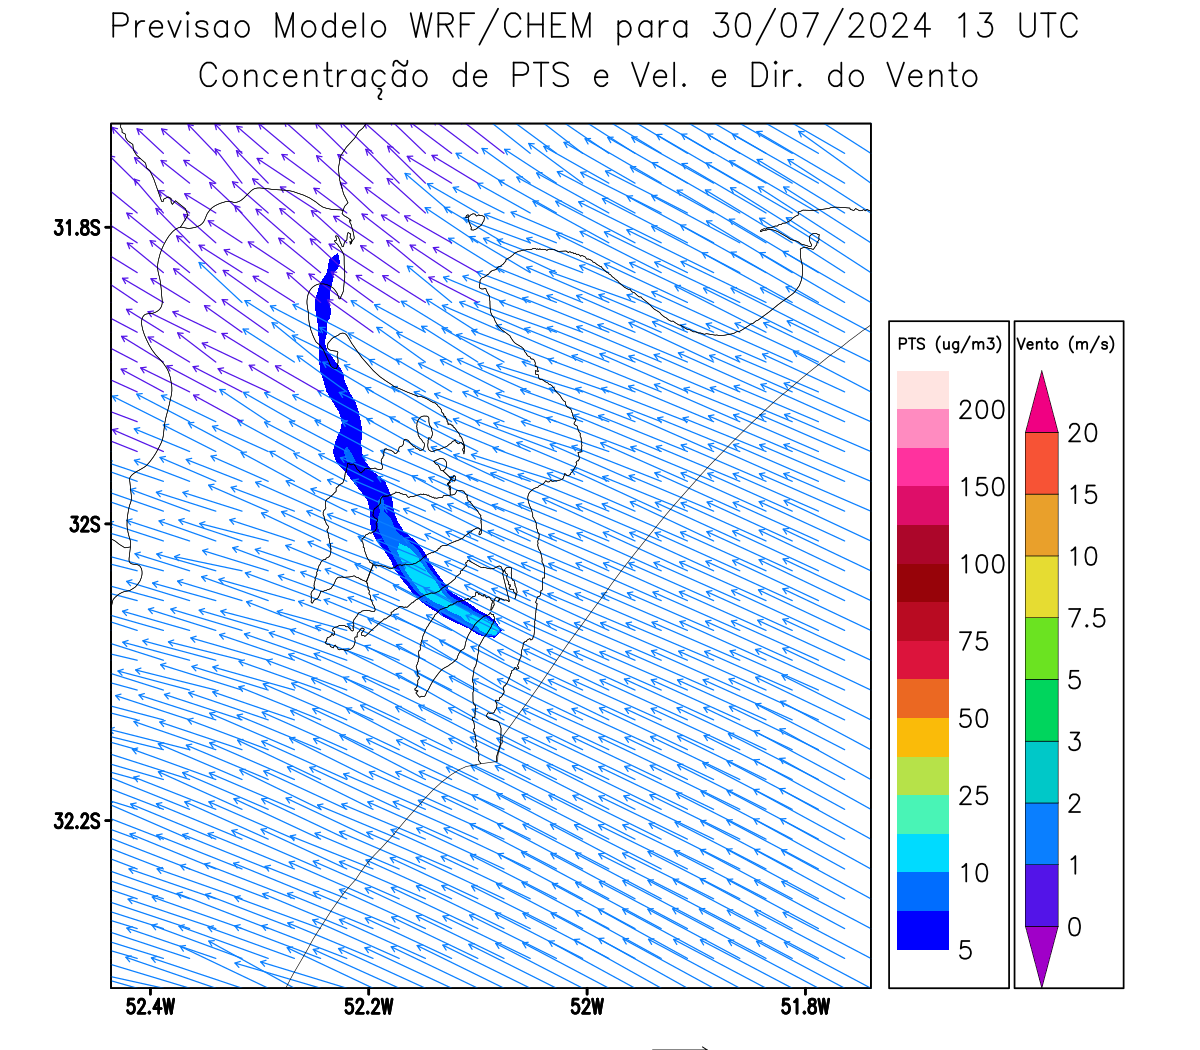 Previsao Modelo WRF/CHEM para 30/07/2024 13 UTC
Concentração de PTS e Vel. e Dir. do Vento
31.8S
32S
32.2S
52.4W
52.2W
52W
51.8W
PTS (ug/m3)
200
150
100
75
50
25
10
5
Vento (m/s)
20
15
10
7.5
5
3
2
1
0